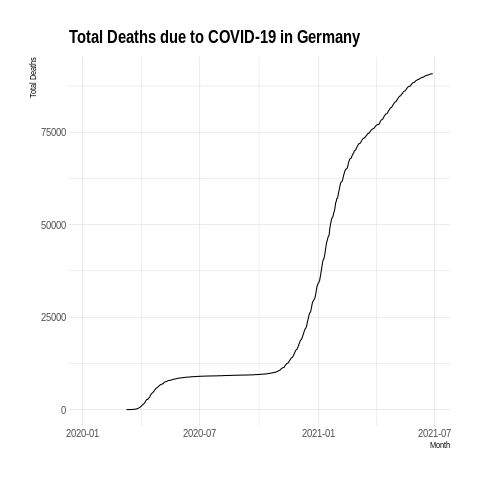 Total Deaths due to COVID-19 in Germany
Total Deaths
75000
50000
25000
0
2020-01 2020-07 2021-01 2021-07
Month